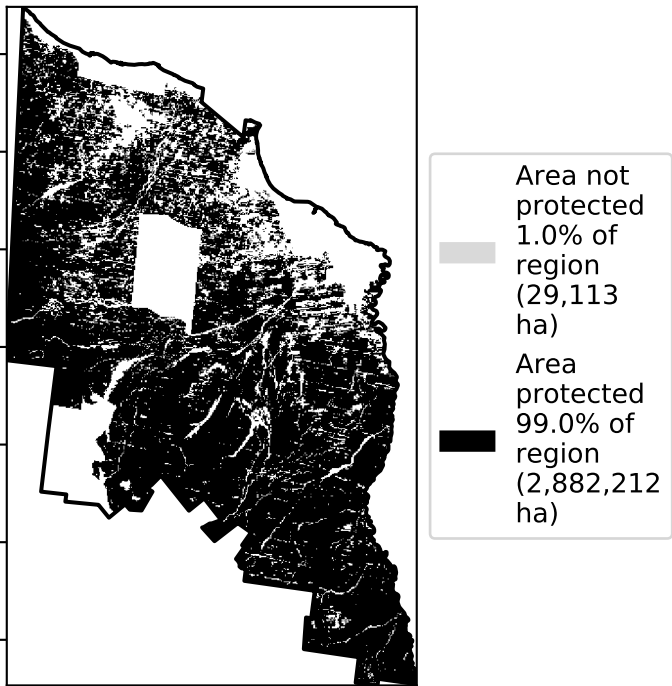 Area not
protected
1.0% of
region
(29,113
ha)
Area
protected
99.0% of
region
(2,882,212
ha)